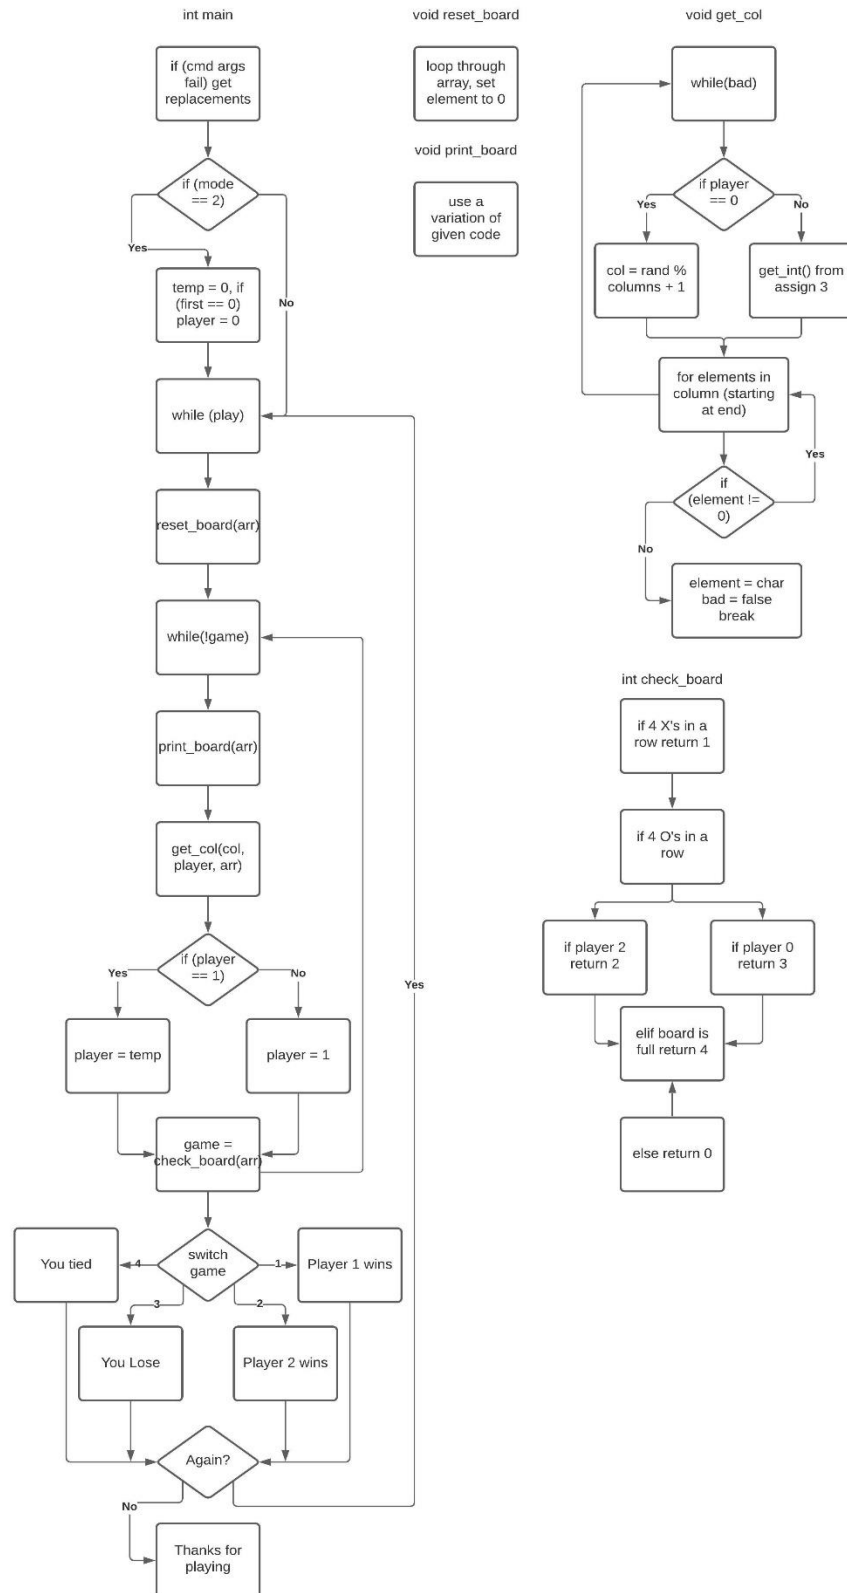 int main
if (cmd args
fail) get
replacements
if (mode
== 2)
Yes
No
temp = 0, if
(first == 0)
player = 0
while (play)
reset_board(arr)
while(!game)
print_board(arr)
get_col(col,
player, arr)
if (player
== 1)
Yes
No
player = temp
player = 1
game =
check_board(arr)
switch
game
4
1
3
2
You tied
Player 1 wins
You Lose
Player 2 wins
Again?
No
Yes
Thanks for
playing
void reset_board
loop through
array, set
element to 0
void print_board
use a
variation of
given code
void get_col
while(bad)
if player
== 0
Yes
No
col = rand %
columns + 1
get_int() from
assign 3
for elements in
column (starting
at end)
Yes
if
(element !=
0)
No
element = char
bad = false
break
int check_board
if 4 X's in a
row return 1
if 4 O's in a
row
if player 2
return 2
if player 0
return 3
elif board is
full return 4
else return 0